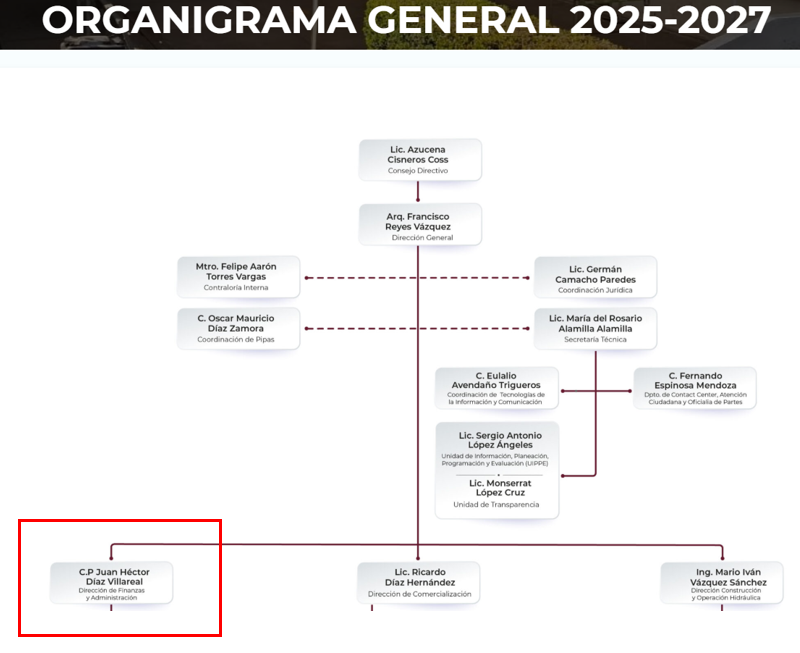 ORGANIGRAMA GENERAL 2025-2027
Lic. Azucena
Cisneros Coss
Consejo Directivo
Arq. Francisco
Reyes Vázquez
Dirección General
Mtro. Felipe Aarón
Torres Vargas
Contraloría Interna
Lic. Germán
Camacho Paredes
Coordinación Jurídica
C. Oscar Mauricio
Díaz Zamora
Coordinación de Pipas
Lic. María del Rosario
Alamilla Alamilla
Secretaría Técnica
C. Eulalio
Avendaño Trigueros
Coordinación de Tecnologías de
la Información y Comunicación
C. Fernando
Espinosa Mendoza
Dpto. de Contact Center, Atención
Ciudadana y Oficialia de Partes
Lic. Sergio Antonio
López Ángeles
Unidad de Información, Planeación,
Programación y Evaluación (UIPPE)
Lic. Monserrat
López Cruz
Unidad de Transparencia
C.P Juan Héctor
Díaz Villareal
Dirección de Finanzas
y Administración
Lic. Ricardo
Díaz Hernández
Dirección de Comercialización
Ing. Mario Iván
Vázquez Sánchez
Dirección Construcción
y Operación Hidráulica